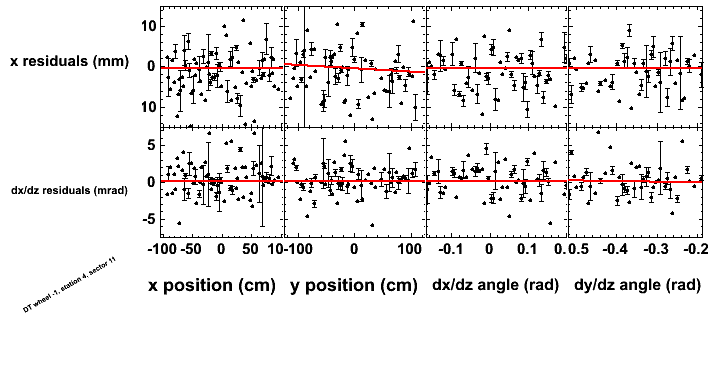 10
x residuals (mm)
0
10
5
dx/dz residuals (mrad)
0
-5
-100 -50 0 50 100 -100 0 100 -0.1 0 0.1 0.5 -0.4 -0.3 -0.2
x position (cm) y position (cm) dx/dz angle (rad) dy/dz angle (rad)
DT wheel -1, station 4, sector 11